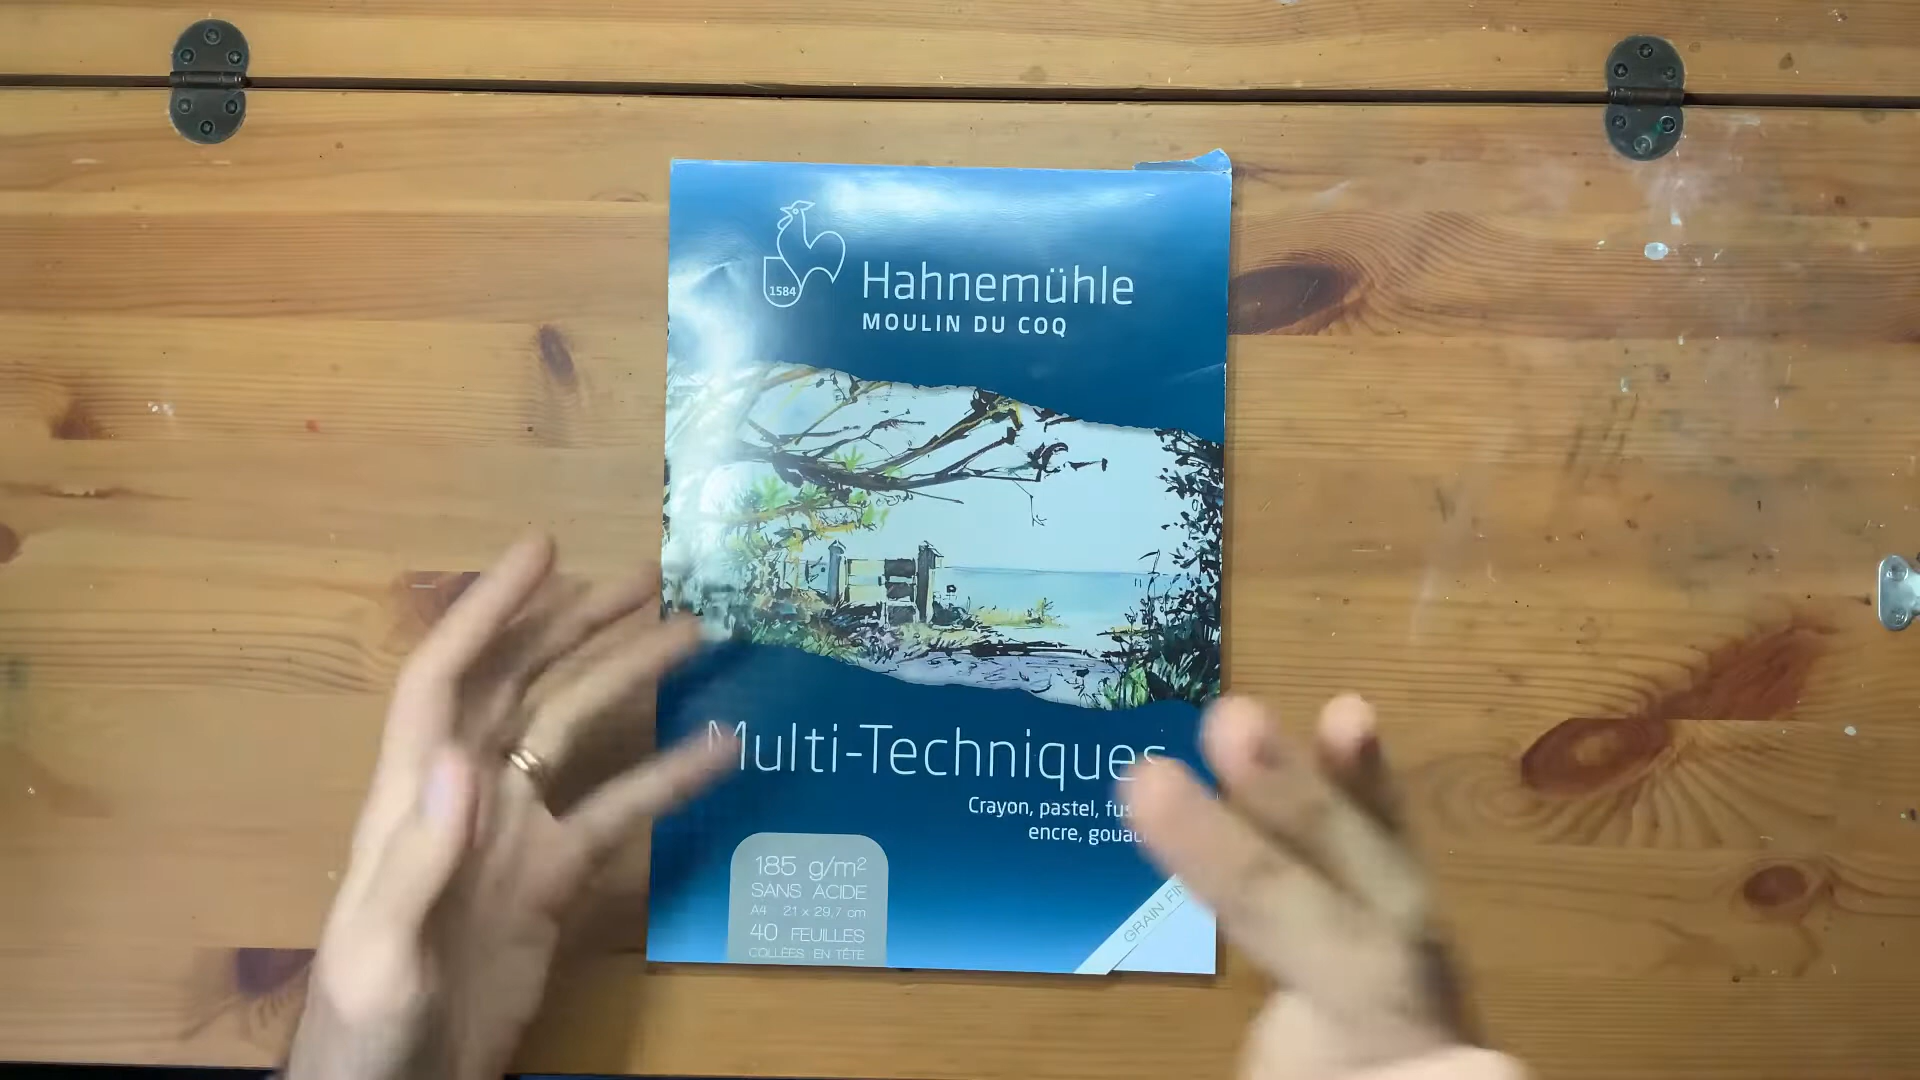 1584
Hahnemühle
MOULIN DU COQ
Multi-Techniques
Crayon, pastel,
encre,
185 g/m²
SANS ACIDE
A4 21 x 29,7 cm
40 FEUILLES
COLLÉES EN TÊTE
GRAIN